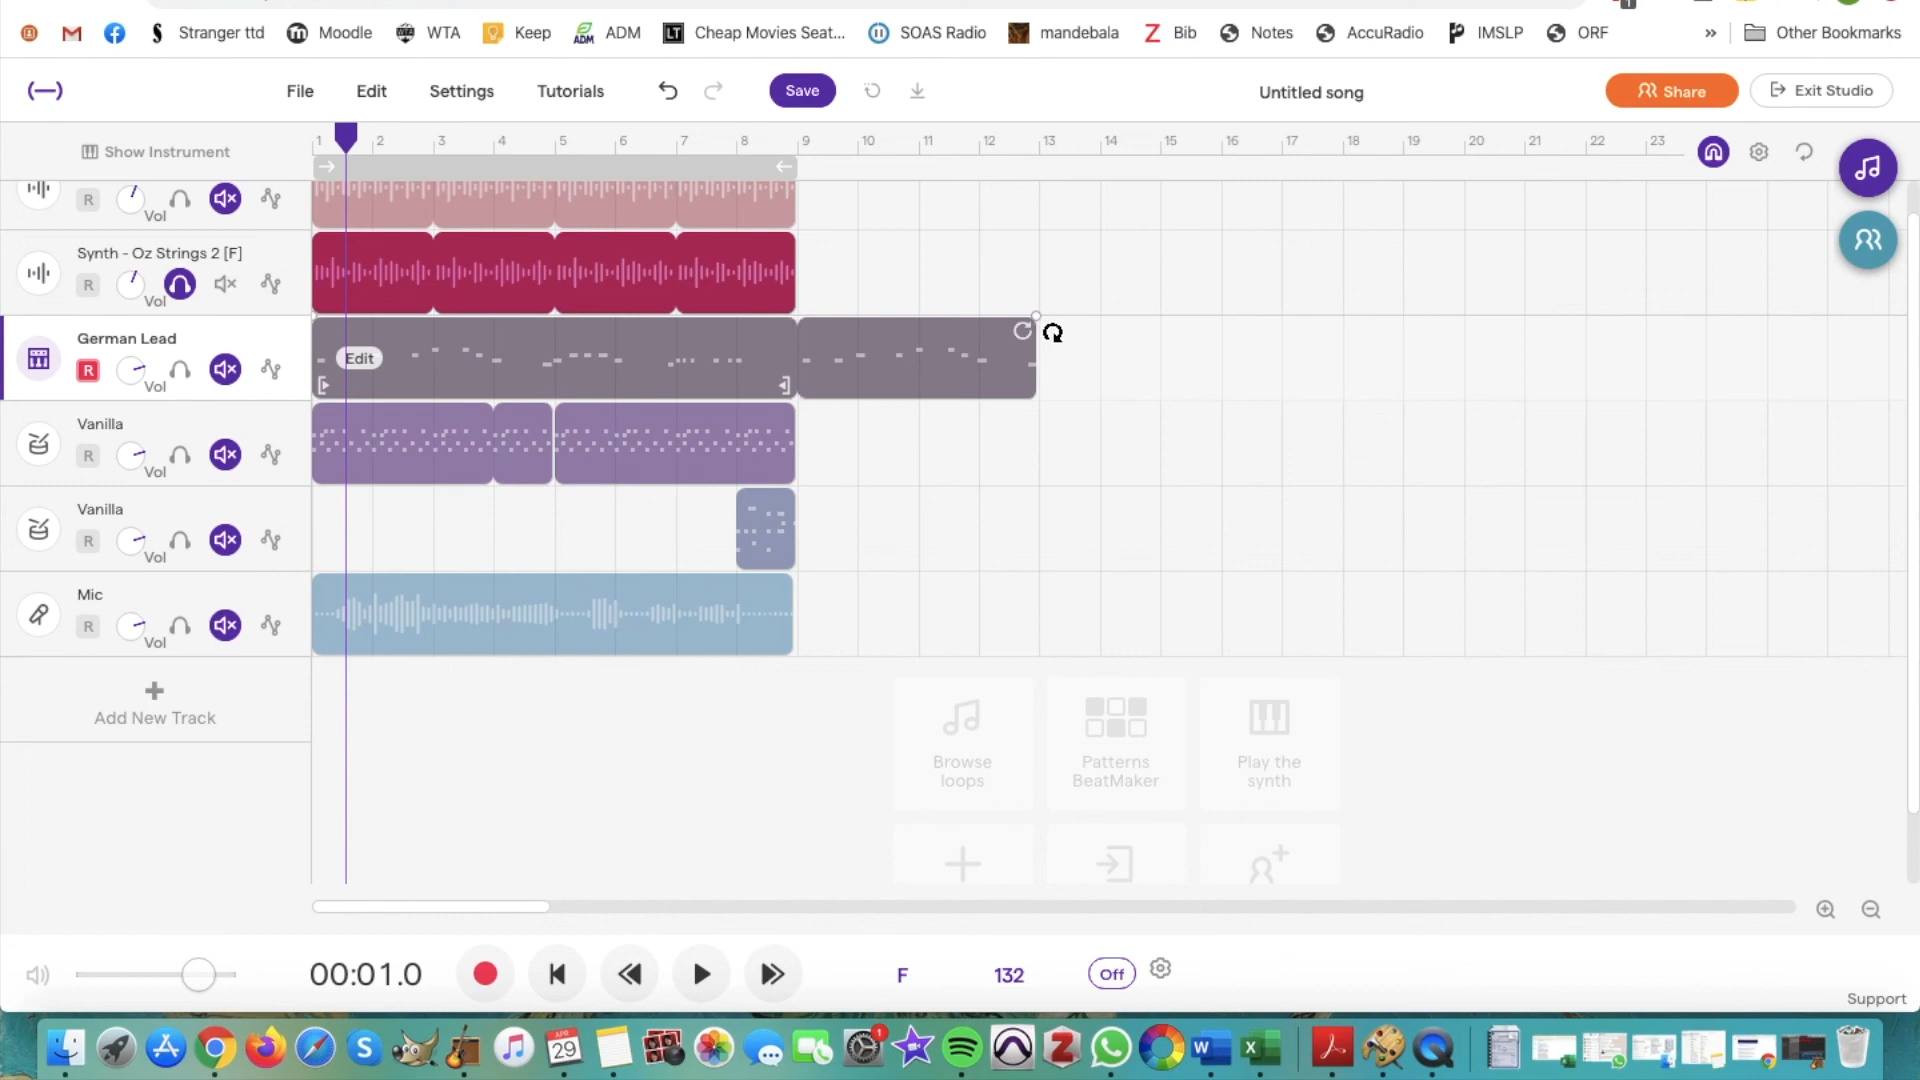 Stranger ttd Moodle WTA Keep ADM Cheap Movies Seat... SOAS Radio mandebala Bib Notes AccuRadio IMSLP ORF » Other Bookmarks
File Edit Settings Tutorials Save Untitled song Share Exit Studio
Show Instrument 1 2 3 4 5 6 7 8 9 10 11 12 13 14 15 16 17 18 19 20 21 22 23
R Vol
Synth - Oz Strings 2 [F]
R Vol
German Lead
Edit
R Vol
Vanilla
R Vol
Vanilla
R Vol
Mic
R Vol
Add New Track
Browse loops
Patterns BeatMaker
Play the synth
00:01.0 F 132 Off
Support
APR
29
1